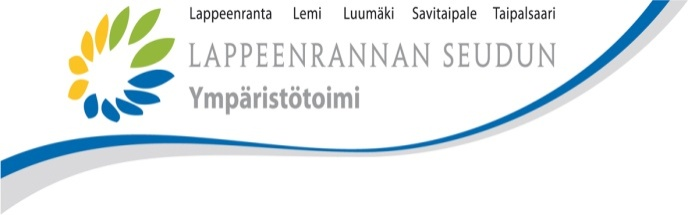 Lappeenranta Lemi Luumäki Savitaipale Taipalsaari
LAPPEENRANNAN SEUDUN
Ympäristötoimi